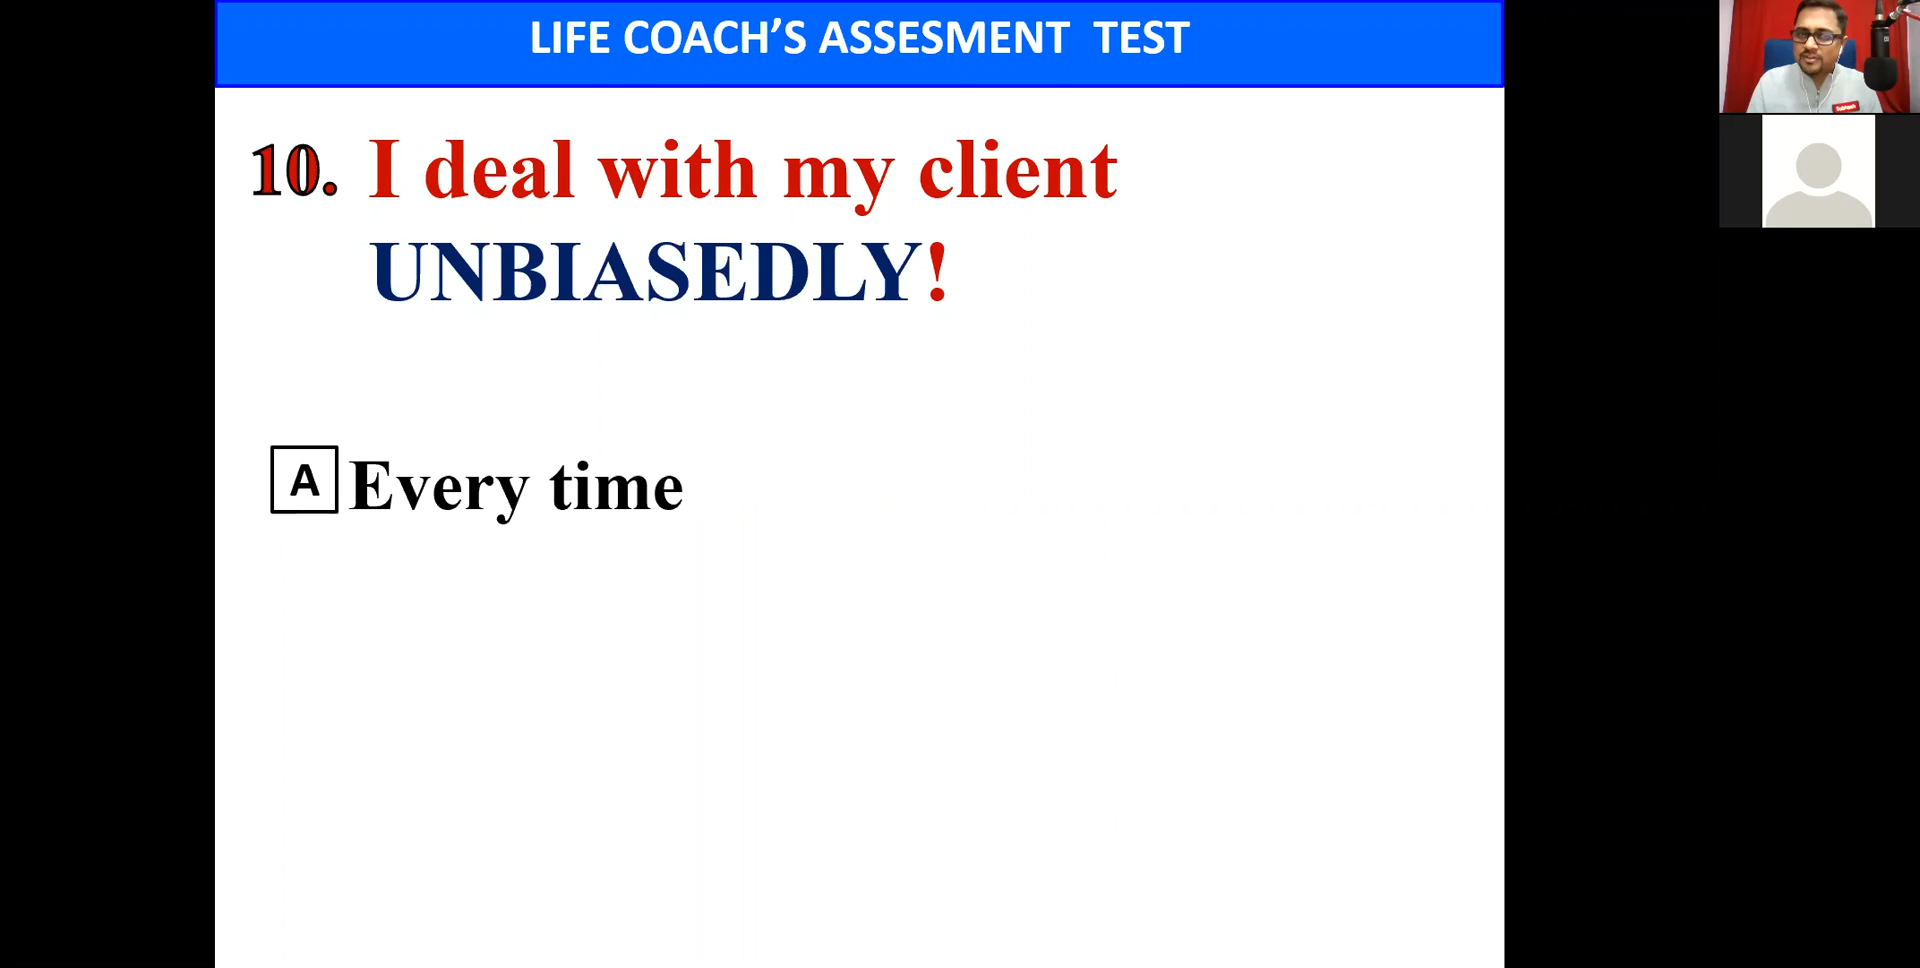 LIFE COACH’S ASSESMENT TEST
10. I deal with my client
UNBIASEDLY!
A Every time